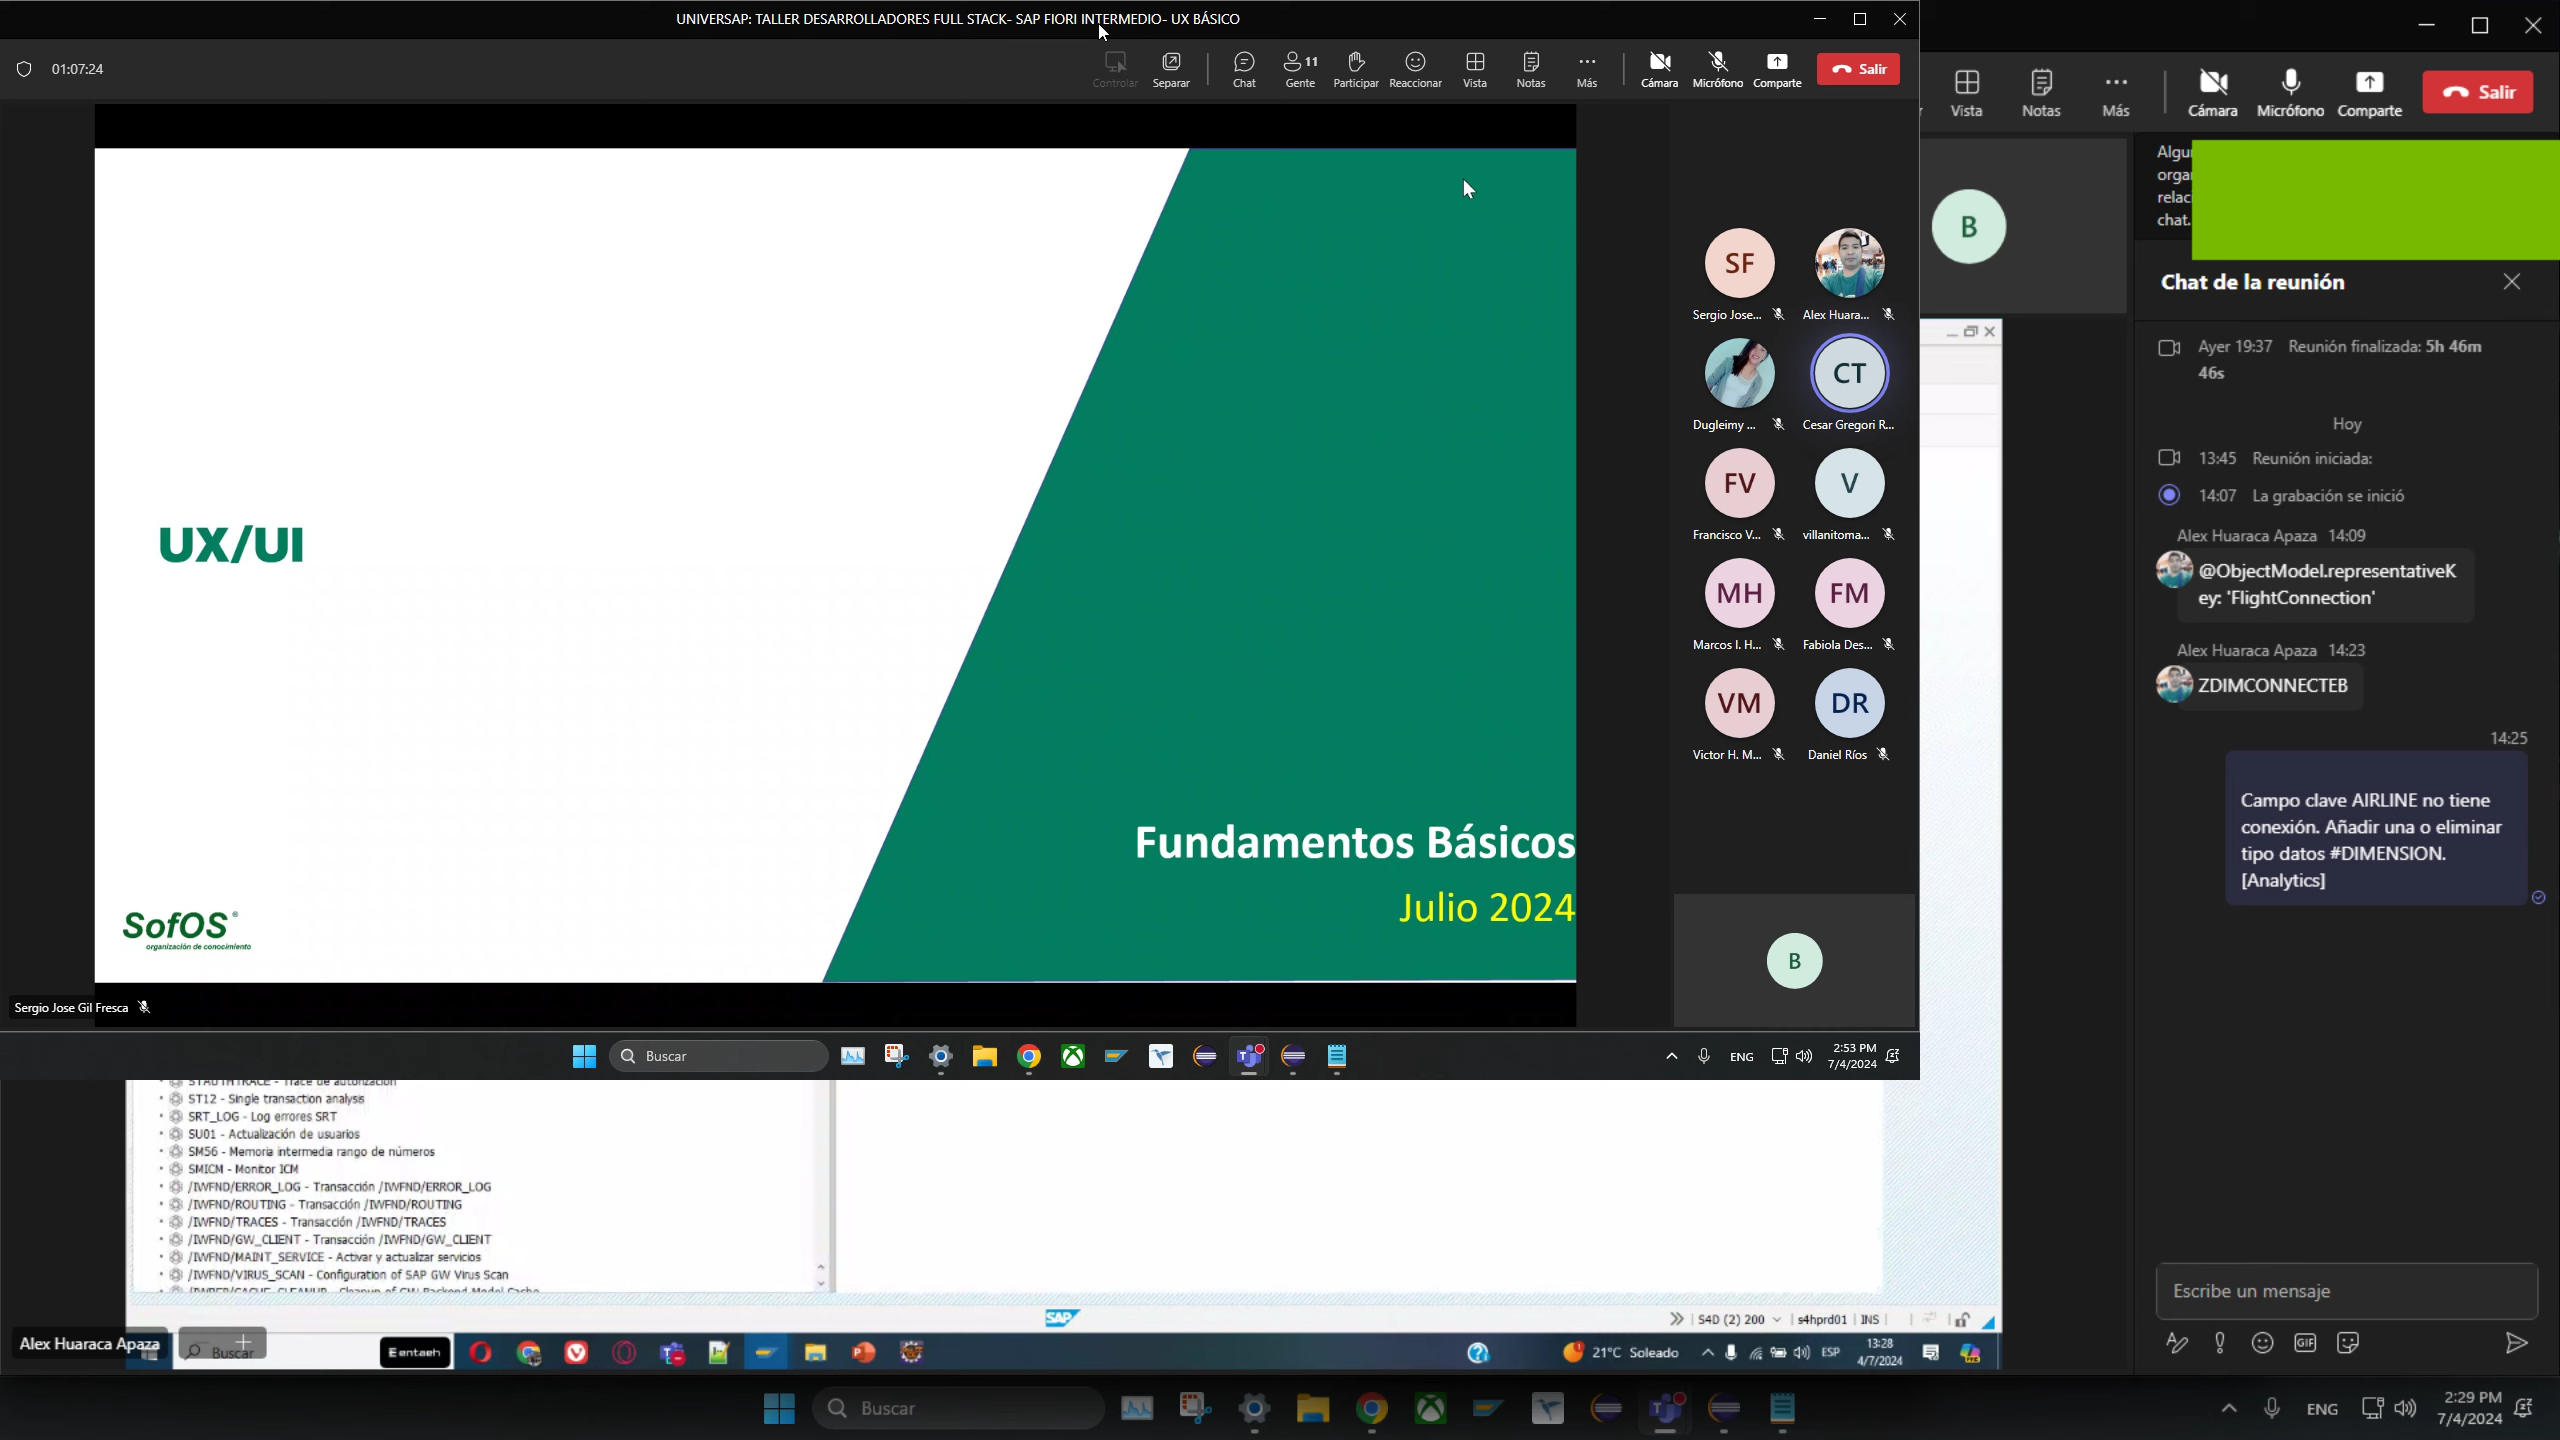 UNIVERSAP: TALLER DESARROLLADORES FULL STACK- SAP FIORI INTERMEDIO- UX BÁSICO
01:07:24
Controlar
Separar
Chat
11
Gente
Participar
Reaccionar
Vista
Notas
Más
Cámara
Micrófono
Comparte
Salir
UX/UI
Fundamentos Básicos
Julio 2024
SofOS®
organización de conocimiento
Sergio Jose Gil Fresca
SF
Sergio Jose...
Alex Huara...
Dugleimy ...
CT
Cesar Gregori R...
FV
Francisco V...
V
villanitoma...
MH
Marcos I. H...
FM
Fabiola Des...
VM
Victor H. M...
DR
Daniel Ríos
B
Buscar
ENG
2:53 PM
7/4/2024
Vista
Notas
Más
Cámara
Micrófono
Comparte
Salir
B
Algu
orga
relac
chat.
Chat de la reunión
Ayer 19:37 Reunión finalizada: 5h 46m
46s
Hoy
13:45 Reunión iniciada:
14:07 La grabación se inició
Alex Huaraca Apaza 14:09
@ObjectModel.representativeK
ey: 'FlightConnection'
Alex Huaraca Apaza 14:23
ZDIMCONNECTEB
14:25
Campo clave AIRLINE no tiene
conexión. Añadir una o eliminar
tipo datos #DIMENSION.
[Analytics]
Escribe un mensaje
GIF
STAUTHTRACE - Trace de autorización
ST12 - Single transaction analysis
SRT_LOG - Log errores SRT
SU01 - Actualización de usuarios
SM56 - Memoria intermedia rango de números
SMICM - Monitor ICM
/IWFND/ERROR_LOG - Transacción /IWFND/ERROR_LOG
/IWFND/ROUTING - Transacción /IWFND/ROUTING
/IWFND/TRACES - Transacción /IWFND/TRACES
/IWFND/GW_CLIENT - Transacción /IWFND/GW_CLIENT
/IWFND/MAINT_SERVICE - Activar y actualizar servicios
/IWFND/VIRUS_SCAN - Configuration of SAP GW Virus Scan
SAP
S4D (2) 200
s4hprd01
INS
Alex Huaraca Apaza
Buscar
21°C Soleado
ESP
13:28
4/7/2024
Buscar
ENG
2:29 PM
7/4/2024